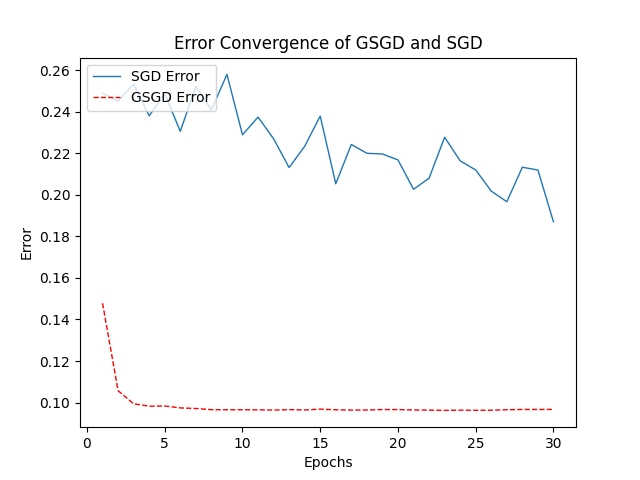 Error Convergence of GSGD and SGD
SGD Error
GSGD Error
0.26
0.24
0.22
0.20
0.18
0.16
0.14
0.12
0.10
Error
0 5 10 15 20 25 30
Epochs